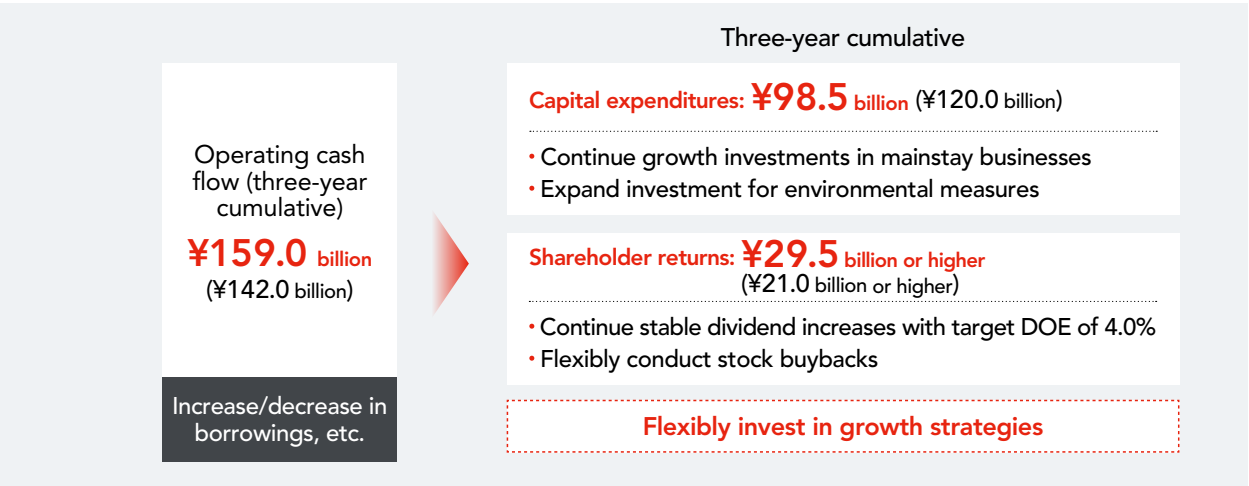 Three-year cumulative
Operating cash
flow (three-year
cumulative)
¥159.0 billion
(¥142.0 billion)
Increase/decrease in
borrowings, etc.
Capital expenditures: ¥98.5 billion (¥120.0 billion)
• Continue growth investments in mainstay businesses
• Expand investment for environmental measures
Shareholder returns: ¥29.5 billion or higher
(¥21.0 billion or higher)
• Continue stable dividend increases with target DOE of 4.0%
• Flexibly conduct stock buybacks
Flexibly invest in growth strategies